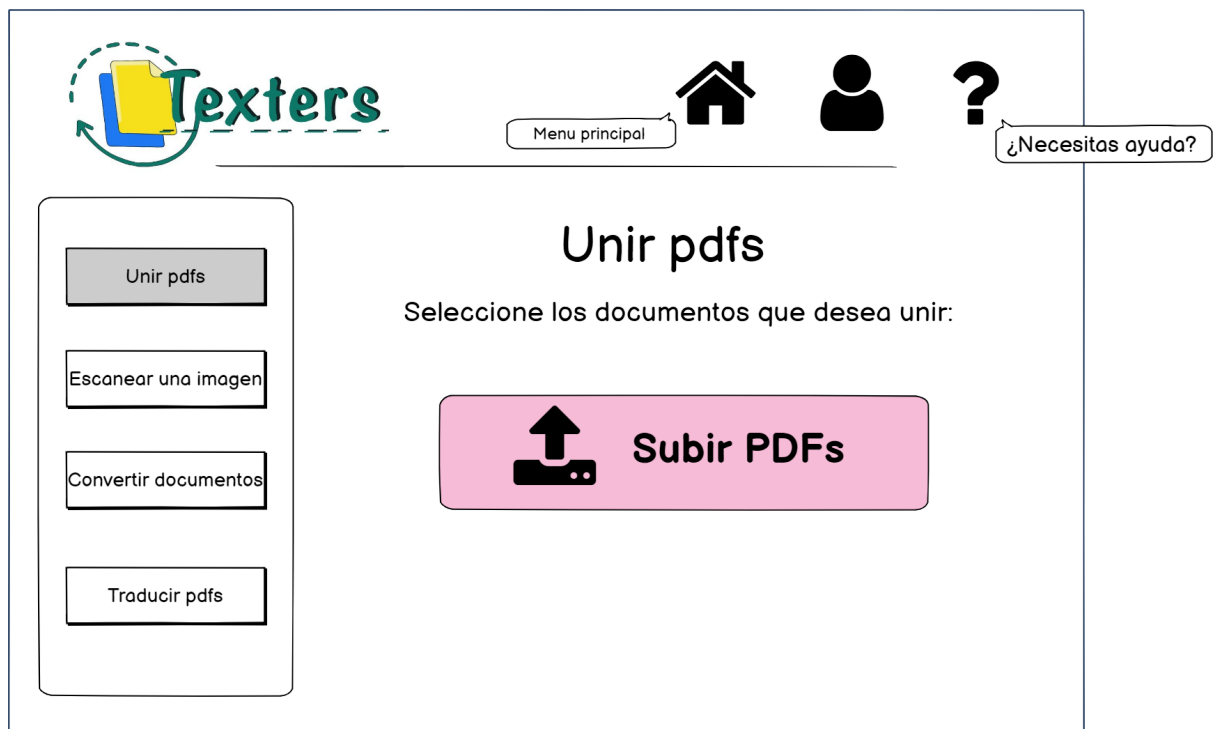 Texters
Menu principal
¿Necesitas ayuda?
Unir pdfs
Escanear una imagen
Convertir documentos
Traducir pdfs
Unir pdfs
Seleccione los documentos que desea unir:
Subir PDFs